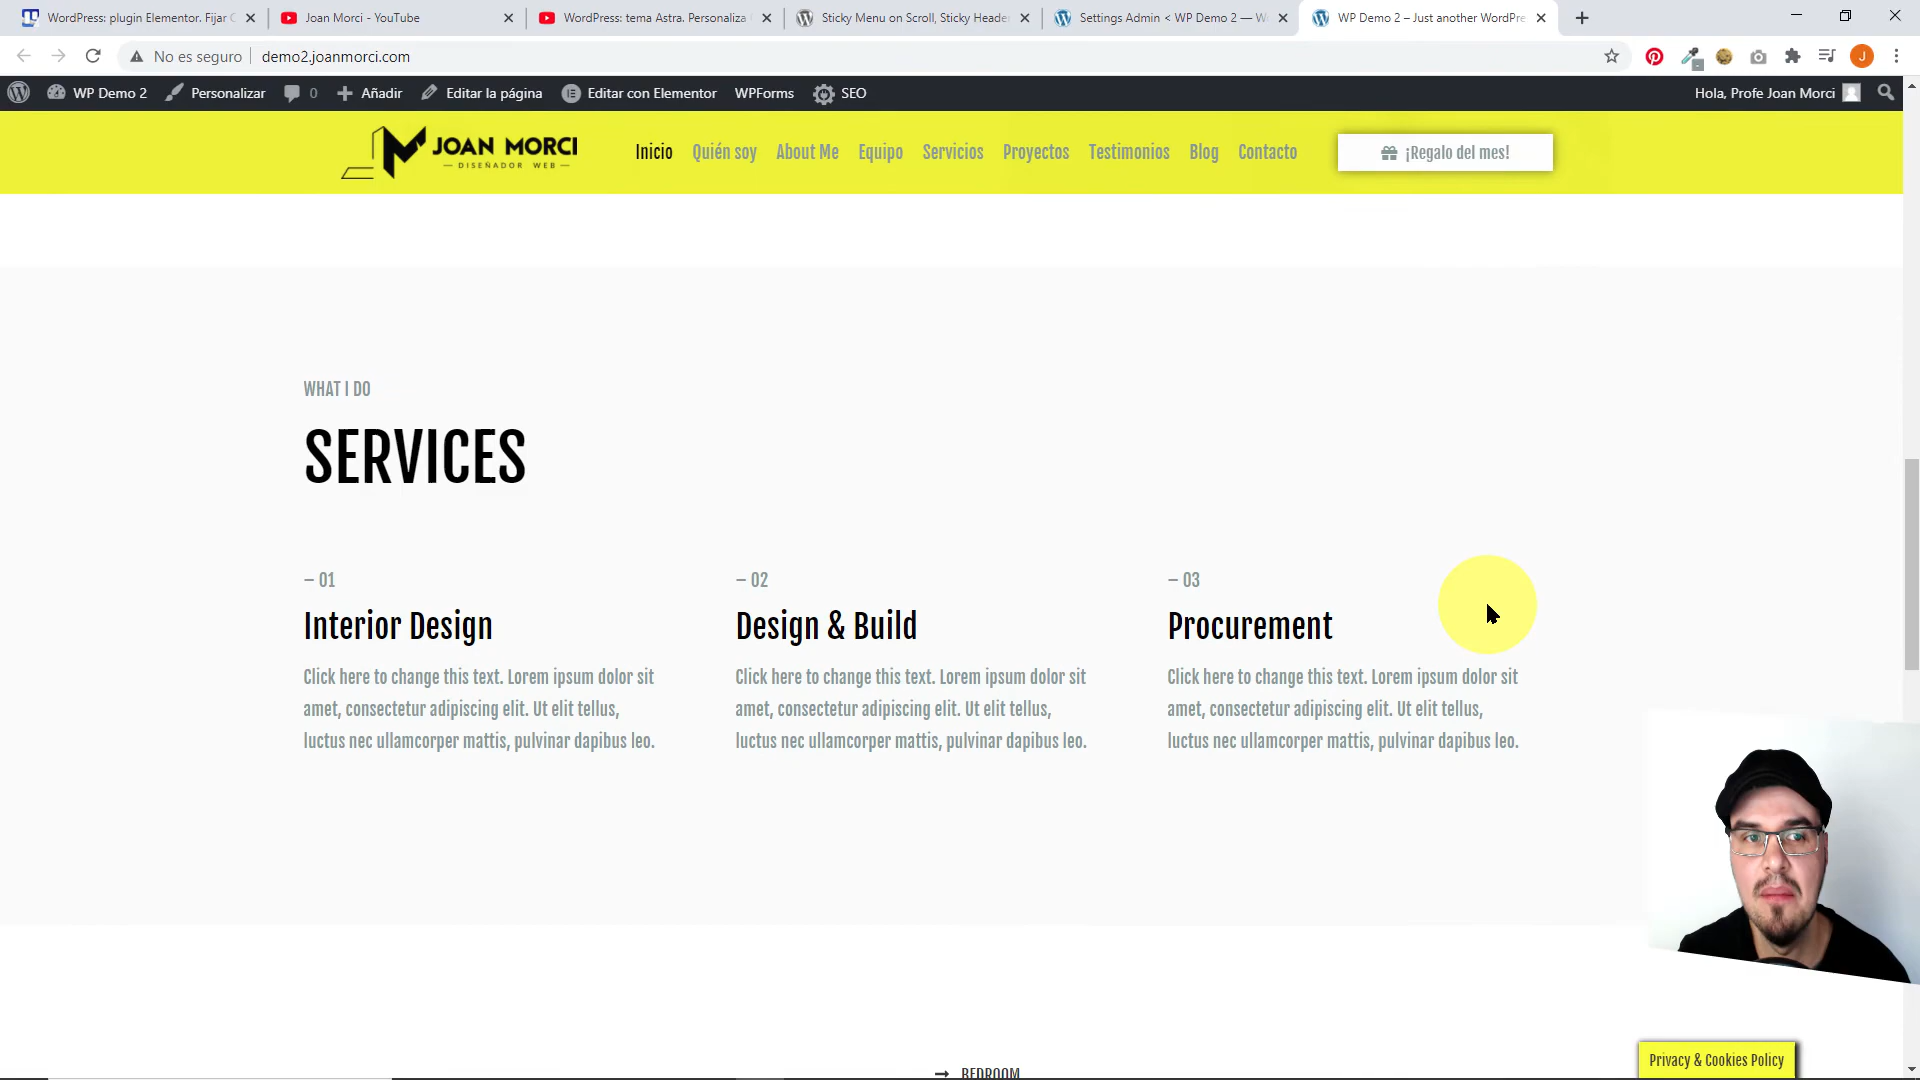 WordPress: plugin Elementor. Fijar C
Joan Morci - YouTube
WordPress: tema Astra. Personaliza
Sticky Menu on Scroll, Sticky Heade
Settings Admin < WP Demo 2 — W
WP Demo 2 – Just another WordPre
No es seguro
demo2.joanmorci.com
J
WP Demo 2
Personalizar
0
Añadir
Editar la página
Editar con Elementor
WPForms
SEO
Hola, Profe Joan Morci
JOAN MORCI
— DISEÑADOR WEB —
Inicio
Quién soy
About Me
Equipo
Servicios
Proyectos
Testimonios
Blog
Contacto
¡Regalo del mes!
WHAT I DO
SERVICES
– 01
Interior Design
Click here to change this text. Lorem ipsum dolor sit
amet, consectetur adipiscing elit. Ut elit tellus,
luctus nec ullamcorper mattis, pulvinar dapibus leo.
– 02
Design & Build
Click here to change this text. Lorem ipsum dolor sit
amet, consectetur adipiscing elit. Ut elit tellus,
luctus nec ullamcorper mattis, pulvinar dapibus leo.
– 03
Procurement
Click here to change this text. Lorem ipsum dolor sit
amet, consectetur adipiscing elit. Ut elit tellus,
luctus nec ullamcorper mattis, pulvinar dapibus leo.
BEDROOM
Privacy & Cookies Policy